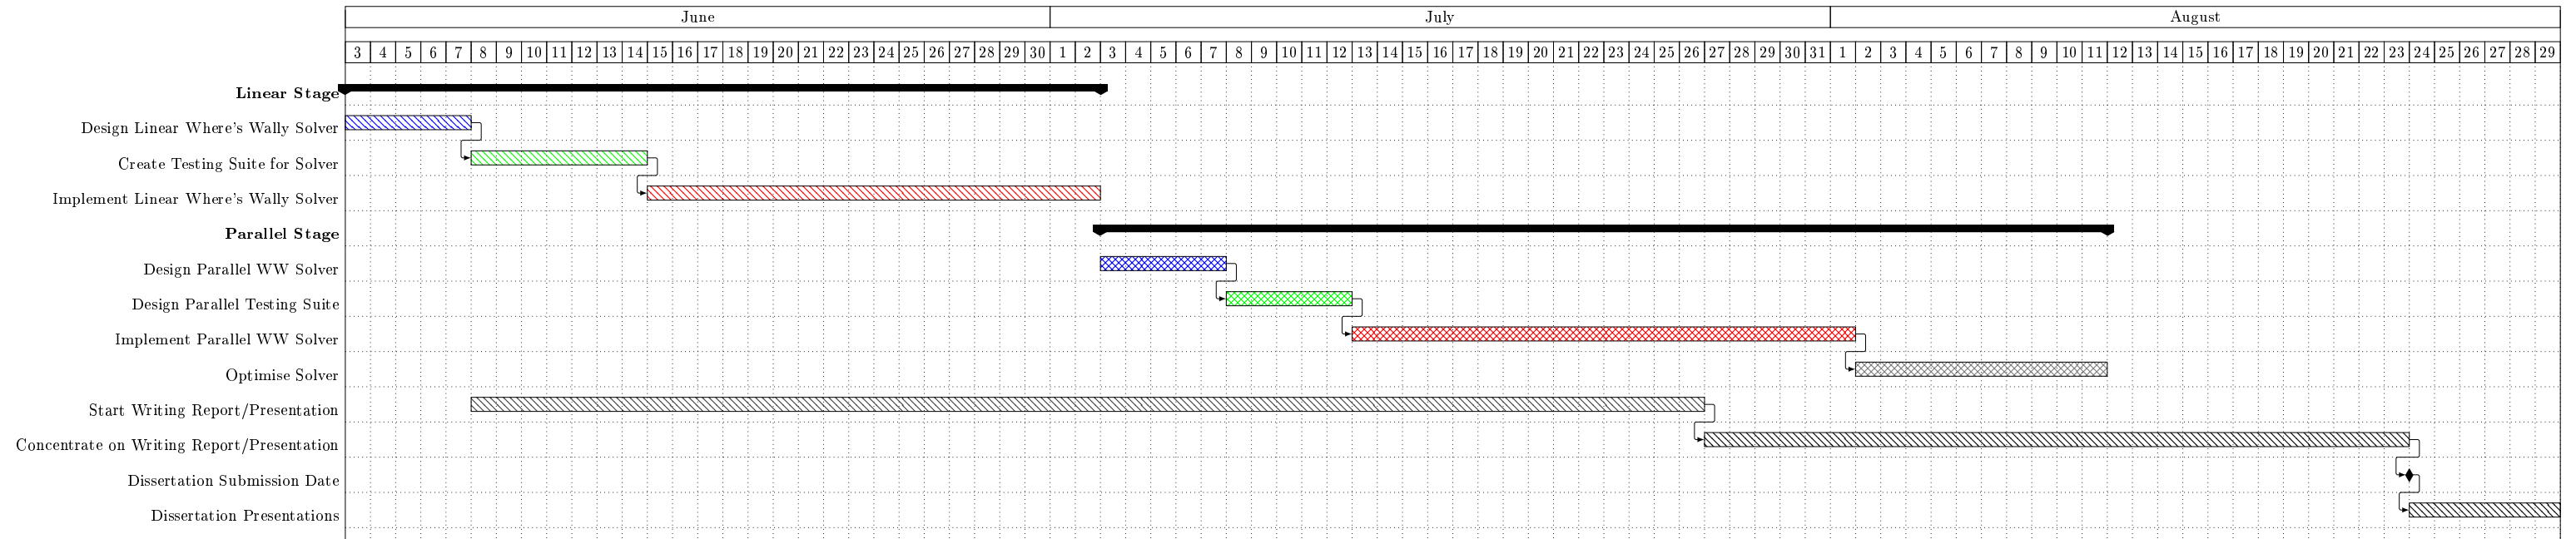 June July August
3 4 5 6 7 8 9 10 11 12 13 14 15 16 17 18 19 20 21 22 23 24 25 26 27 28 29 30 1 2 3 4 5 6 7 8 9 10 11 12 13 14 15 16 17 18 19 20 21 22 23 24 25 26 27 28 29 30 31 1 2 3 4 5 6 7 8 9 10 11 12 13 14 15 16 17 18 19 20 21 22 23 24 25 26 27 28 29
Linear Stage
Design Linear Where's Wally Solver
Create Testing Suite for Solver
Implement Linear Where's Wally Solver
Parallel Stage
Design Parallel WW Solver
Design Parallel Testing Suite
Implement Parallel WW Solver
Optimise Solver
Start Writing Report/Presentation
Concentrate on Writing Report/Presentation
Dissertation Submission Date
Dissertation Presentations